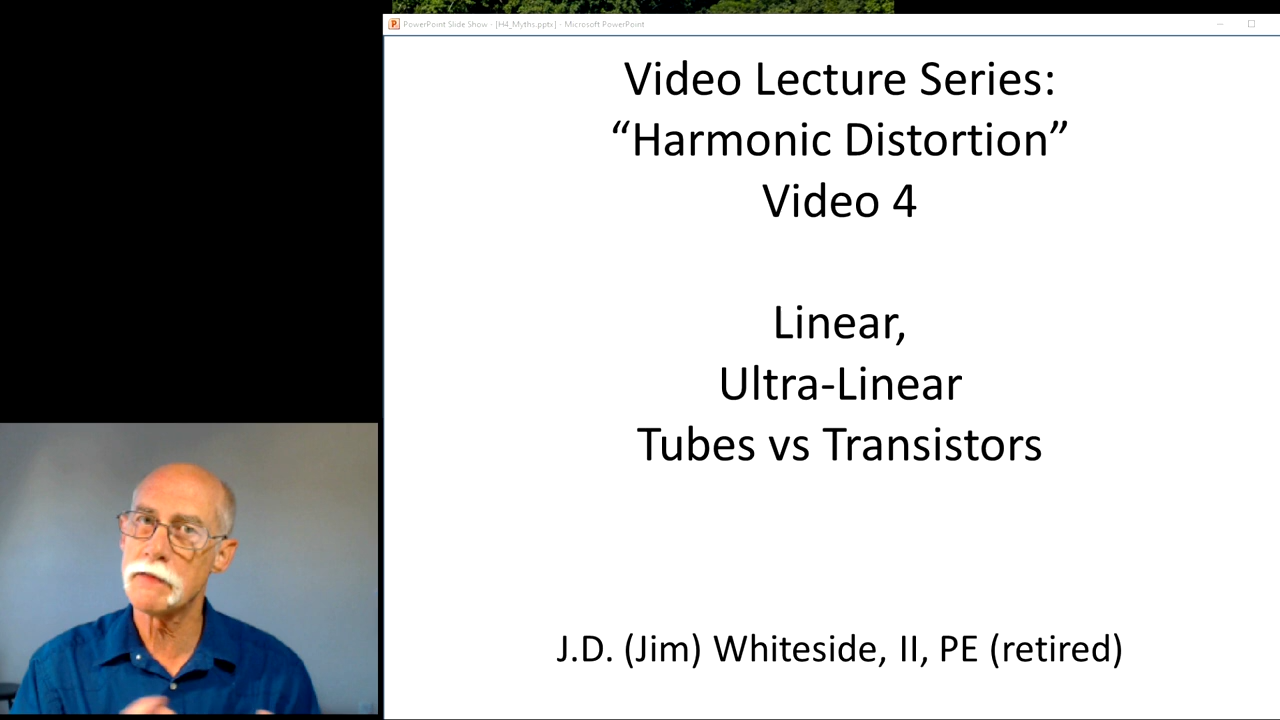 PowerPoint Slide Show - [H4_Myths.pptx] - Microsoft PowerPoint
Video Lecture Series:
“Harmonic Distortion”
Video 4
Linear,
Ultra-Linear
Tubes vs Transistors
J.D. (Jim) Whiteside, II, PE (retired)